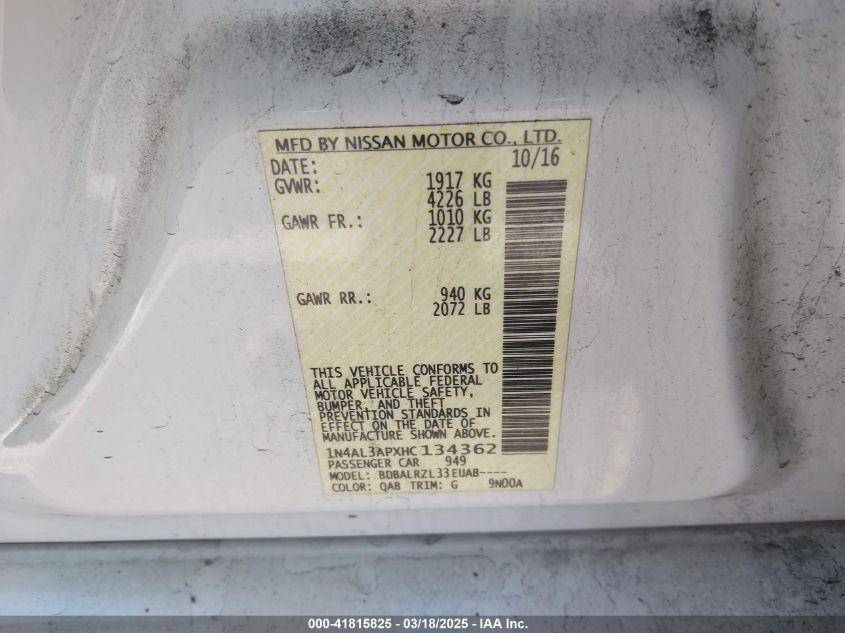 MFD BY NISSAN MOTOR CO., LTD.
DATE: 10/16
GVWR: 1917 KG
4226 LB
GAWR FR.: 1010 KG
2227 LB
GAWR RR.: 940 KG
2072 LB
THIS VEHICLE CONFORMS TO
ALL APPLICABLE FEDERAL
MOTOR VEHICLE SAFETY,
BUMPER, AND THEFT
PREVENTION STANDARDS IN
EFFECT ON THE DATE OF
MANUFACTURE SHOWN ABOVE.
1N4AL3APXHC134362
PASSENGER CAR 949
MODEL: BDBALRZL33EUAB----
COLOR: QAB TRIM: G 9N00A
000-41815825 - 03/18/2025 - IAA Inc.